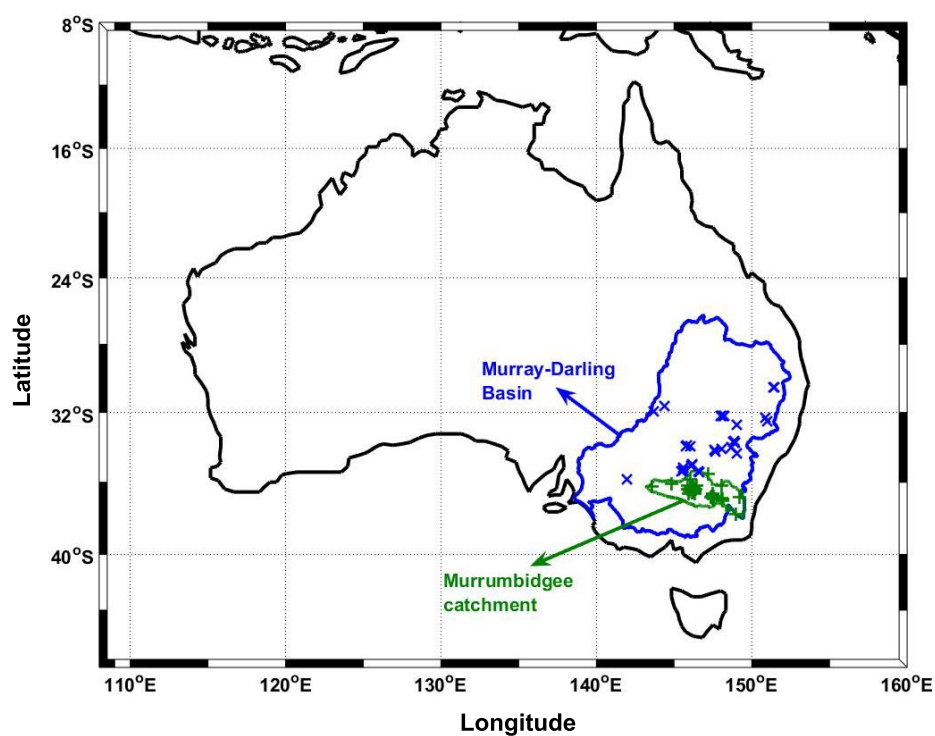 8°S
16°S
24°S
32°S
40°S
Latitude
Murray-Darling
Basin
Murrumbidgee
catchment
110°E 120°E 130°E 140°E 150°E 160°E
Longitude